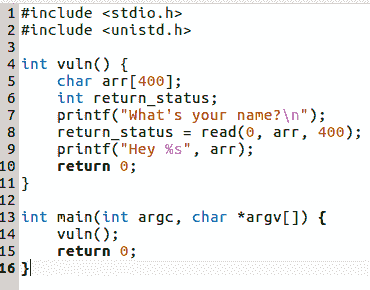 1 #include <stdio.h>
2 #include <unistd.h>
3
4 int vuln() {
5     char arr[400];
6     int return_status;
7     printf("What's your name?\n");
8     return_status = read(0, arr, 400);
9     printf("Hey %s", arr);
10     return 0;
11 }
12
13 int main(int argc, char *argv[]) {
14     vuln();
15     return 0;
16 }